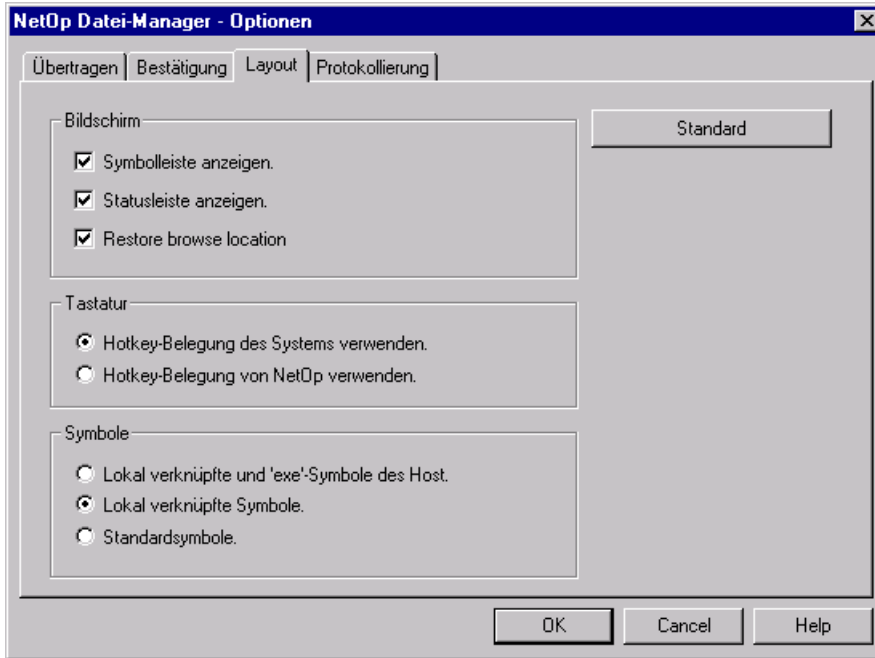 NetOp Datei-Manager - Optionen
Übertragen
Bestätigung
Layout
Protokollierung
Bildschirm
Symbolleiste anzeigen.
Statusleiste anzeigen.
Restore browse location
Standard
Tastatur
Hotkey-Belegung des Systems verwenden.
Hotkey-Belegung von NetOp verwenden.
Symbole
Lokal verknüpfte und 'exe'-Symbole des Host.
Lokal verknüpfte Symbole.
Standardsymbole.
OK
Cancel
Help